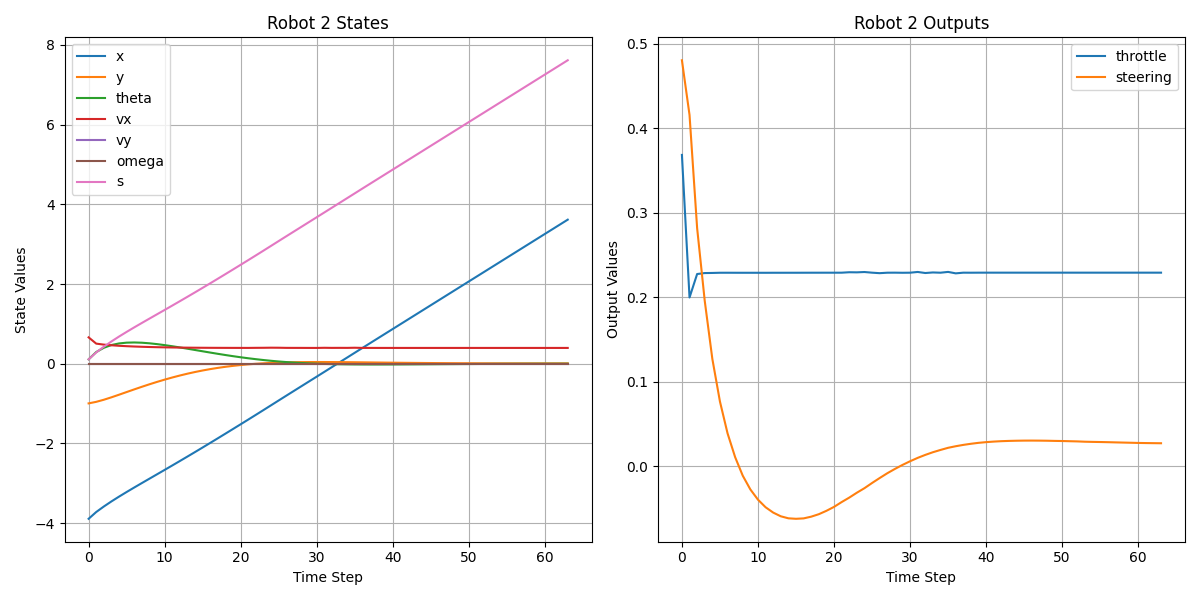 Robot 2 States
State Values
8
6
4
2
0
−2
−4
x
y
theta
vx
vy
omega
s
0 10 20 30 40 50 60
Time Step
Robot 2 Outputs
Output Values
0.5
0.4
0.3
0.2
0.1
0.0
throttle
steering
0 10 20 30 40 50 60
Time Step